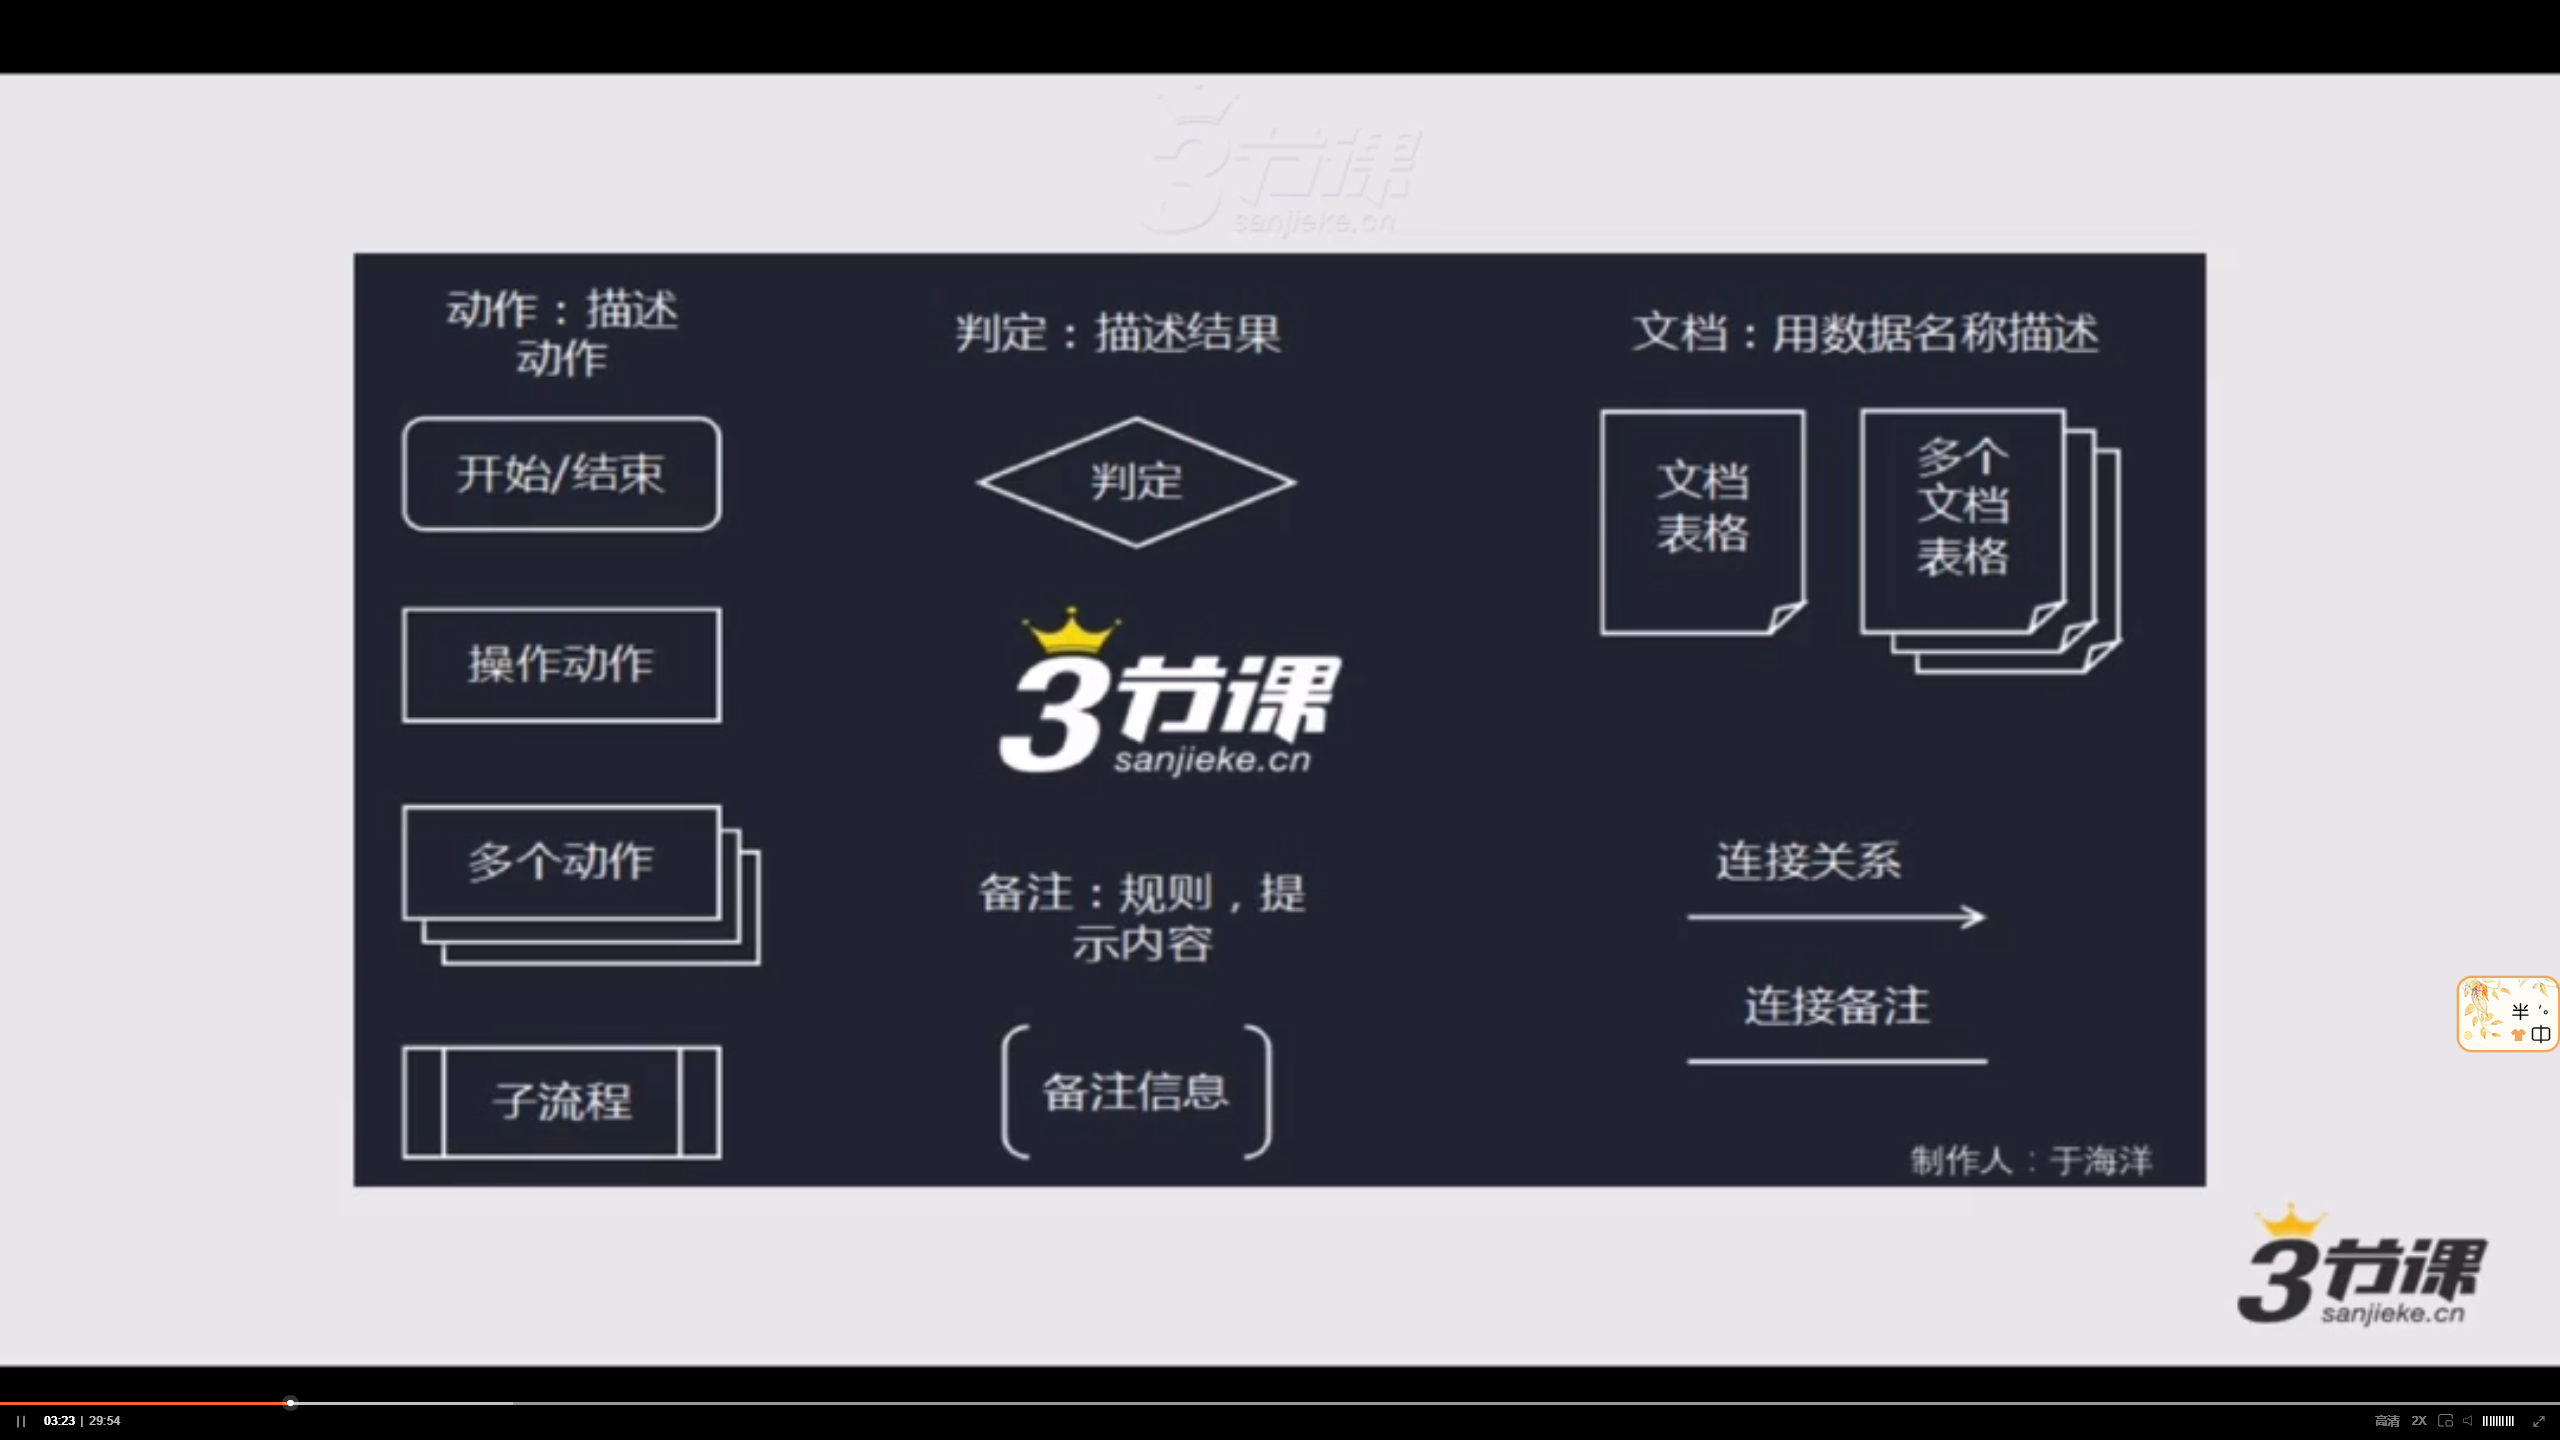 3节课
sanjieke.cn
动作：描述
动作
开始/结束
操作动作
多个动作
子流程
判定：描述结果
判定
3节课
sanjieke.cn
备注：规则，提
示内容
备注信息
文档：用数据名称描述
文档
表格
多个
文档
表格
连接关系
连接备注
制作人：于海洋
3节课
sanjieke.cn
半 ’。
中
03:23 | 29:54
高清 2X